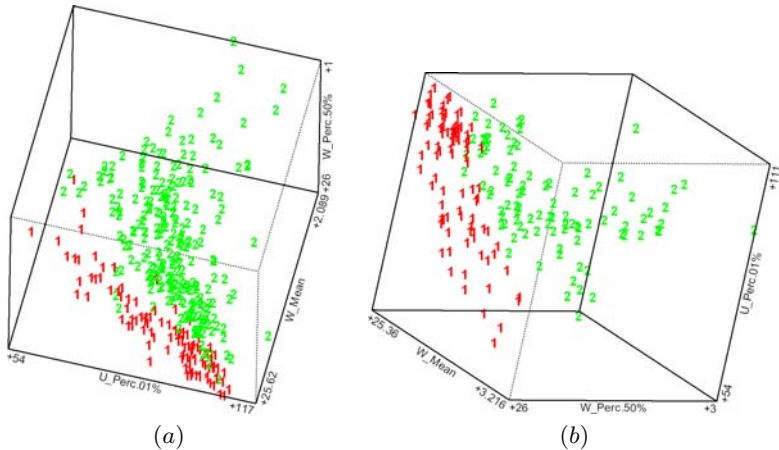 +1
W_Perc.50%
+26
+2.089
W_Mean
+25.62
+54
U_Perc.01%
+117
(a)
+111
U_Perc.01%
+54
+25.36
W_Mean
+3.216
+26
W_Perc.50%
+3
(b)